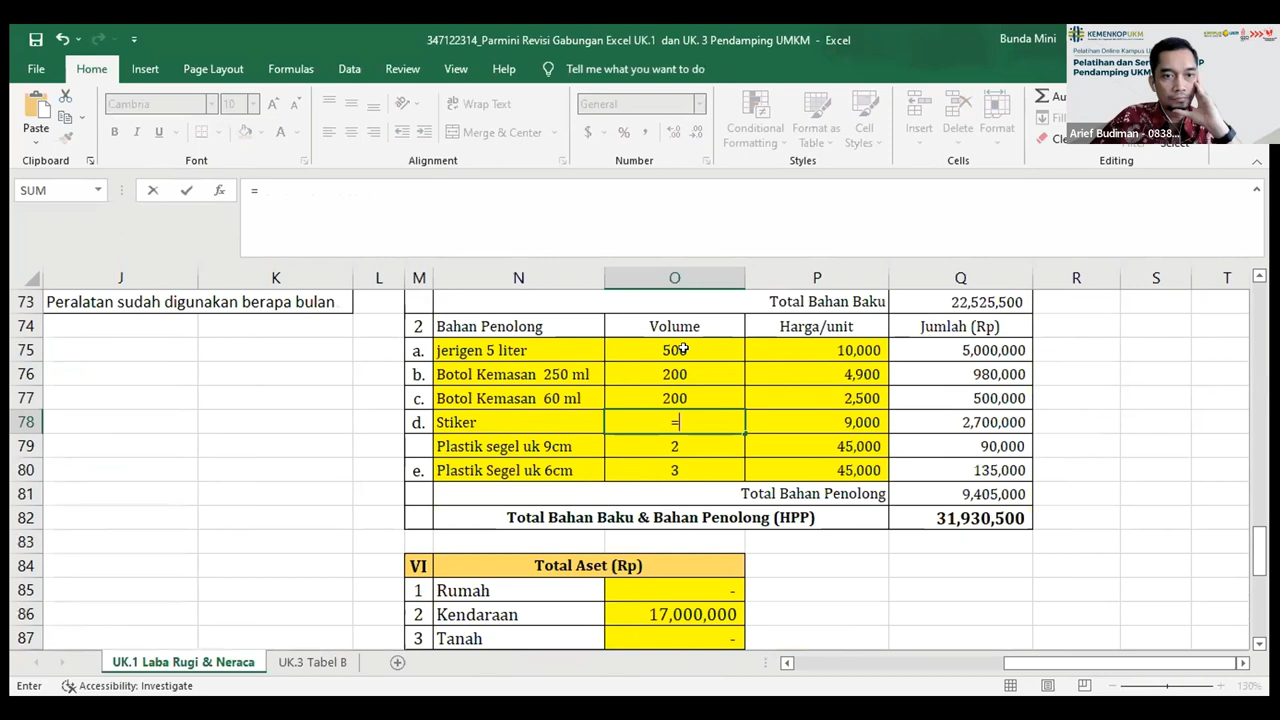 347122314_Parmini Revisi Gabungan Excel UK.1 dan UK. 3 Pendamping UMKM - Excel
Bunda Mini
KEMENKOPUKM
Pelatihan Online Kampus U
Pelatihan dan Ser
Pendamping UMKM
Arief Budiman - 0838...
File Home Insert Page Layout Formulas Data Review View Help Tell me what you want to do
Paste
Cambria 10
Wrap Text
General
Conditional Formatting
Format as Table
Cell Styles
Insert Delete Format
B I U
Merge & Center
$ %
Clipboard Font Alignment Number Styles Cells Editing
SUM fx =
J K L M N O P Q R S T
73 Peralatan sudah digunakan berapa bulan Total Bahan Baku 22,525,500
74 2 Bahan Penolong Volume Harga/unit Jumlah (Rp)
75 a. jerigen 5 liter 500 10,000 5,000,000
76 b. Botol Kemasan 250 ml 200 4,900 980,000
77 c. Botol Kemasan 60 ml 200 2,500 500,000
78 d. Stiker = 9,000 2,700,000
79 Plastik segel uk 9cm 2 45,000 90,000
80 e. Plastik Segel uk 6cm 3 45,000 135,000
81 Total Bahan Penolong 9,405,000
82 Total Bahan Baku & Bahan Penolong (HPP) 31,930,500
83
84 VI Total Aset (Rp)
85 1 Rumah -
86 2 Kendaraan 17,000,000
87 3 Tanah -
UK.1 Laba Rugi & Neraca UK.3 Tabel B
Enter Accessibility: Investigate 130%